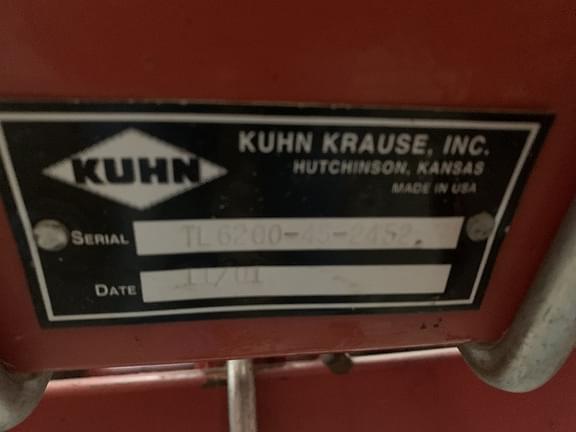 KUHN
KUHN KRAUSE, INC.
HUTCHINSON, KANSAS
MADE IN USA
SERIAL TL6200-45-2452
DATE 11/01